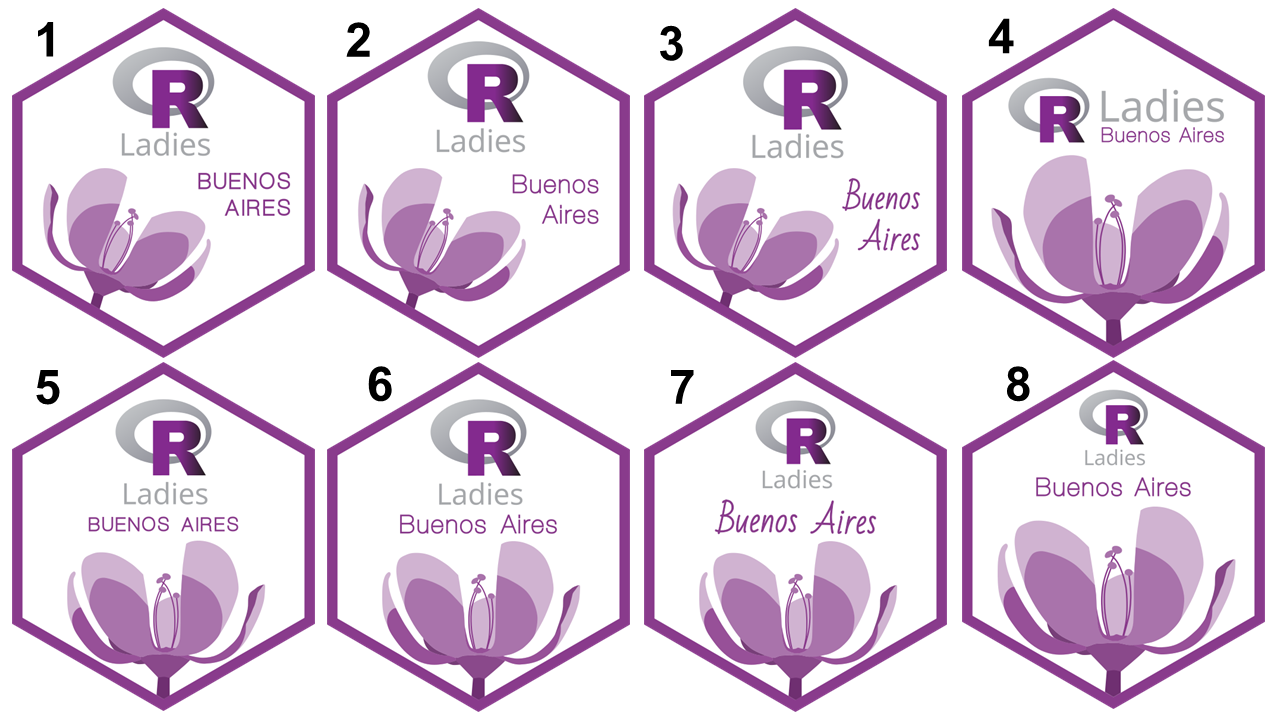 1
R
Ladies
BUENOS
AIRES
2
R
Ladies
Buenos
Aires
3
R
Ladies
Buenos
Aires
4
R
Ladies
Buenos Aires
5
R
Ladies
BUENOS AIRES
6
R
Ladies
Buenos Aires
7
R
Ladies
Buenos Aires
8
R
Ladies
Buenos Aires